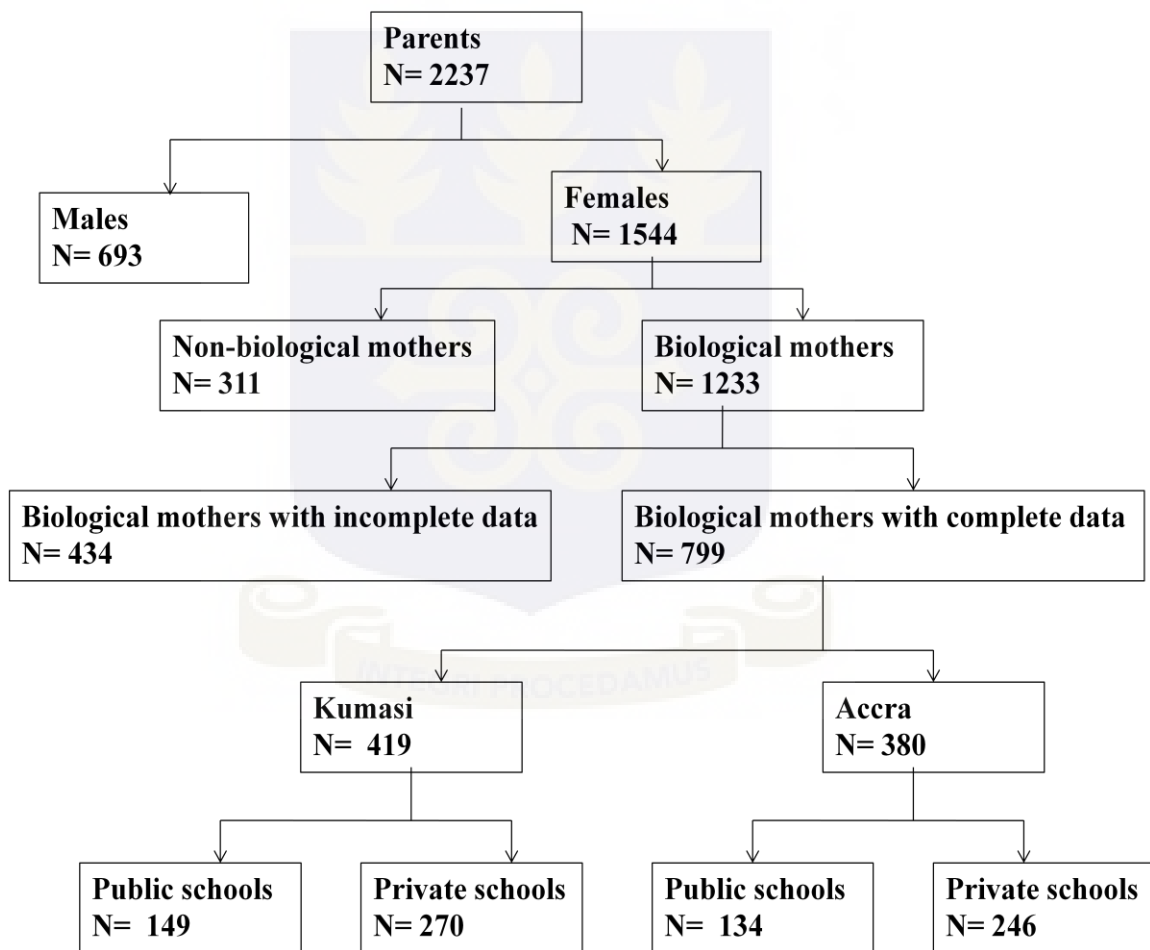 Parents
N= 2237
Males
N= 693
Females
N= 1544
Non-biological mothers
N= 311
Biological mothers
N= 1233
Biological mothers with incomplete data
N= 434
Biological mothers with complete data
N= 799
INTEGRI PROCEDAMUS
Kumasi
N= 419
Accra
N= 380
Public schools
N= 149
Private schools
N= 270
Public schools
N= 134
Private schools
N= 246